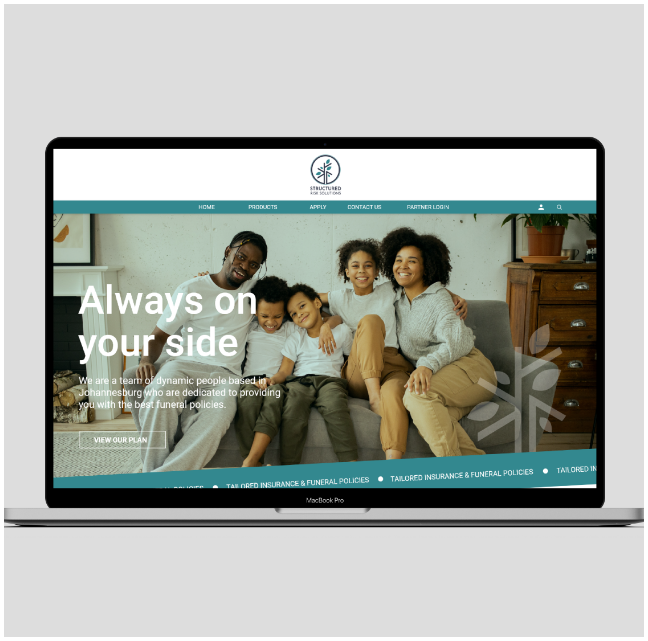 STRUCTURED
RISK SOLUTIONS
HOME PRODUCTS APPLY CONTACT US PARTNER LOGIN
Always on
your side
We are a team of dynamic people based in
Johannesburg who are dedicated to providing
you with the best funeral policies.
VIEW OUR PLAN
POLICIES TAILORED INSURANCE & FUNERAL POLICIES TAILORED INSURANCE & FUNERAL POLICIES TAILORED IN
MacBook Pro